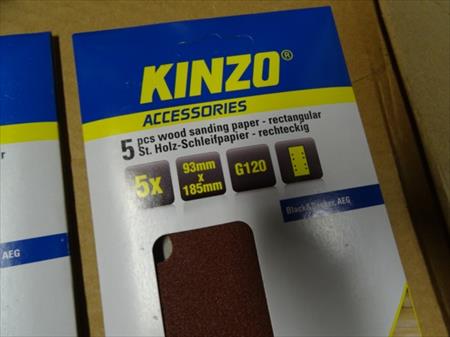 KINZO®
ACCESSORIES
5 pcs wood sanding paper - rectangular
St. Holz-Schleifpapier - rechteckig
5x
93mm
x
185mm
G120
Black&Decker, AEG
AEG